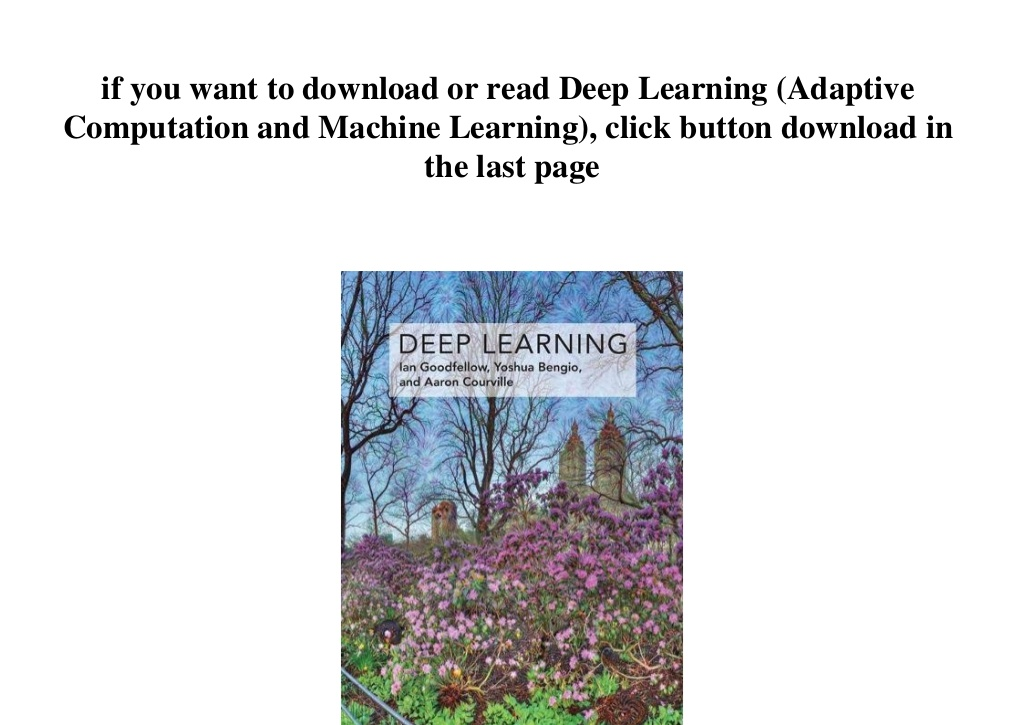 if you want to download or read Deep Learning (Adaptive
Computation and Machine Learning), click button download in
the last page
DEEP LEARNING
Ian Goodfellow, Yoshua Bengio,
and Aaron Courville